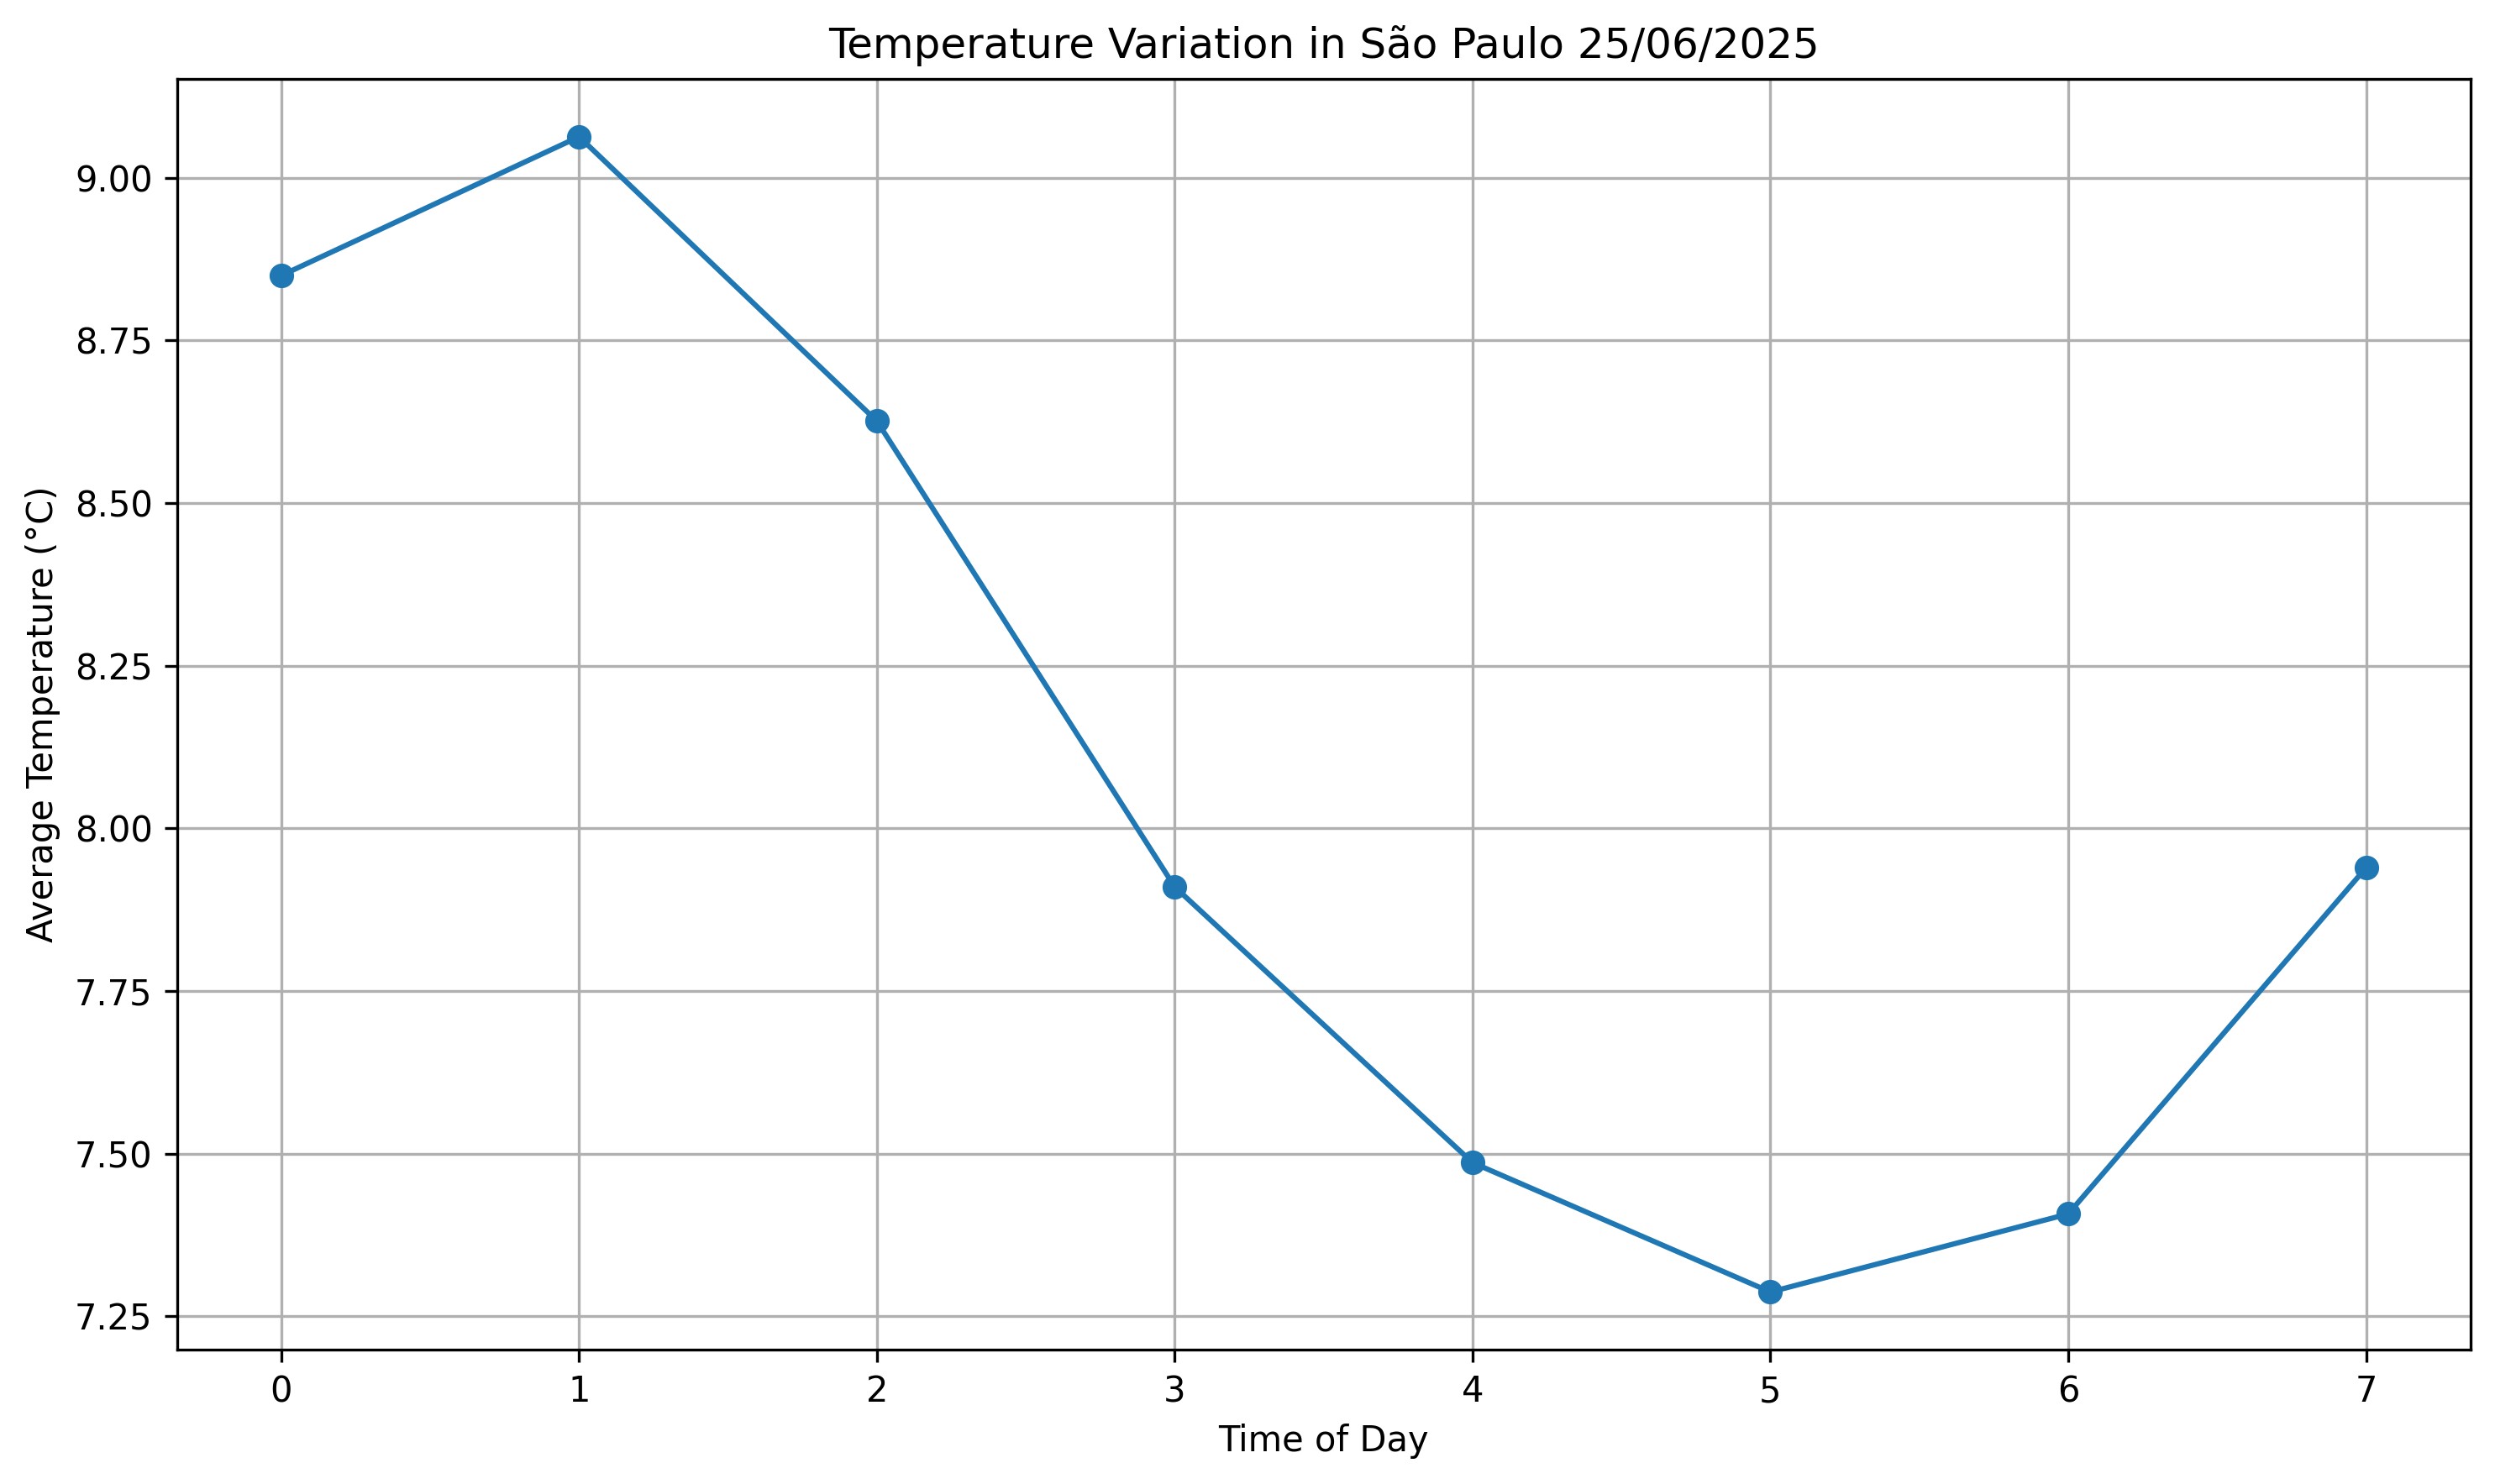 Temperature Variation in São Paulo 25/06/2025
Average Temperature (°C)
9.00
8.75
8.50
8.25
8.00
7.75
7.50
7.25
0 1 2 3 4 5 6 7
Time of Day